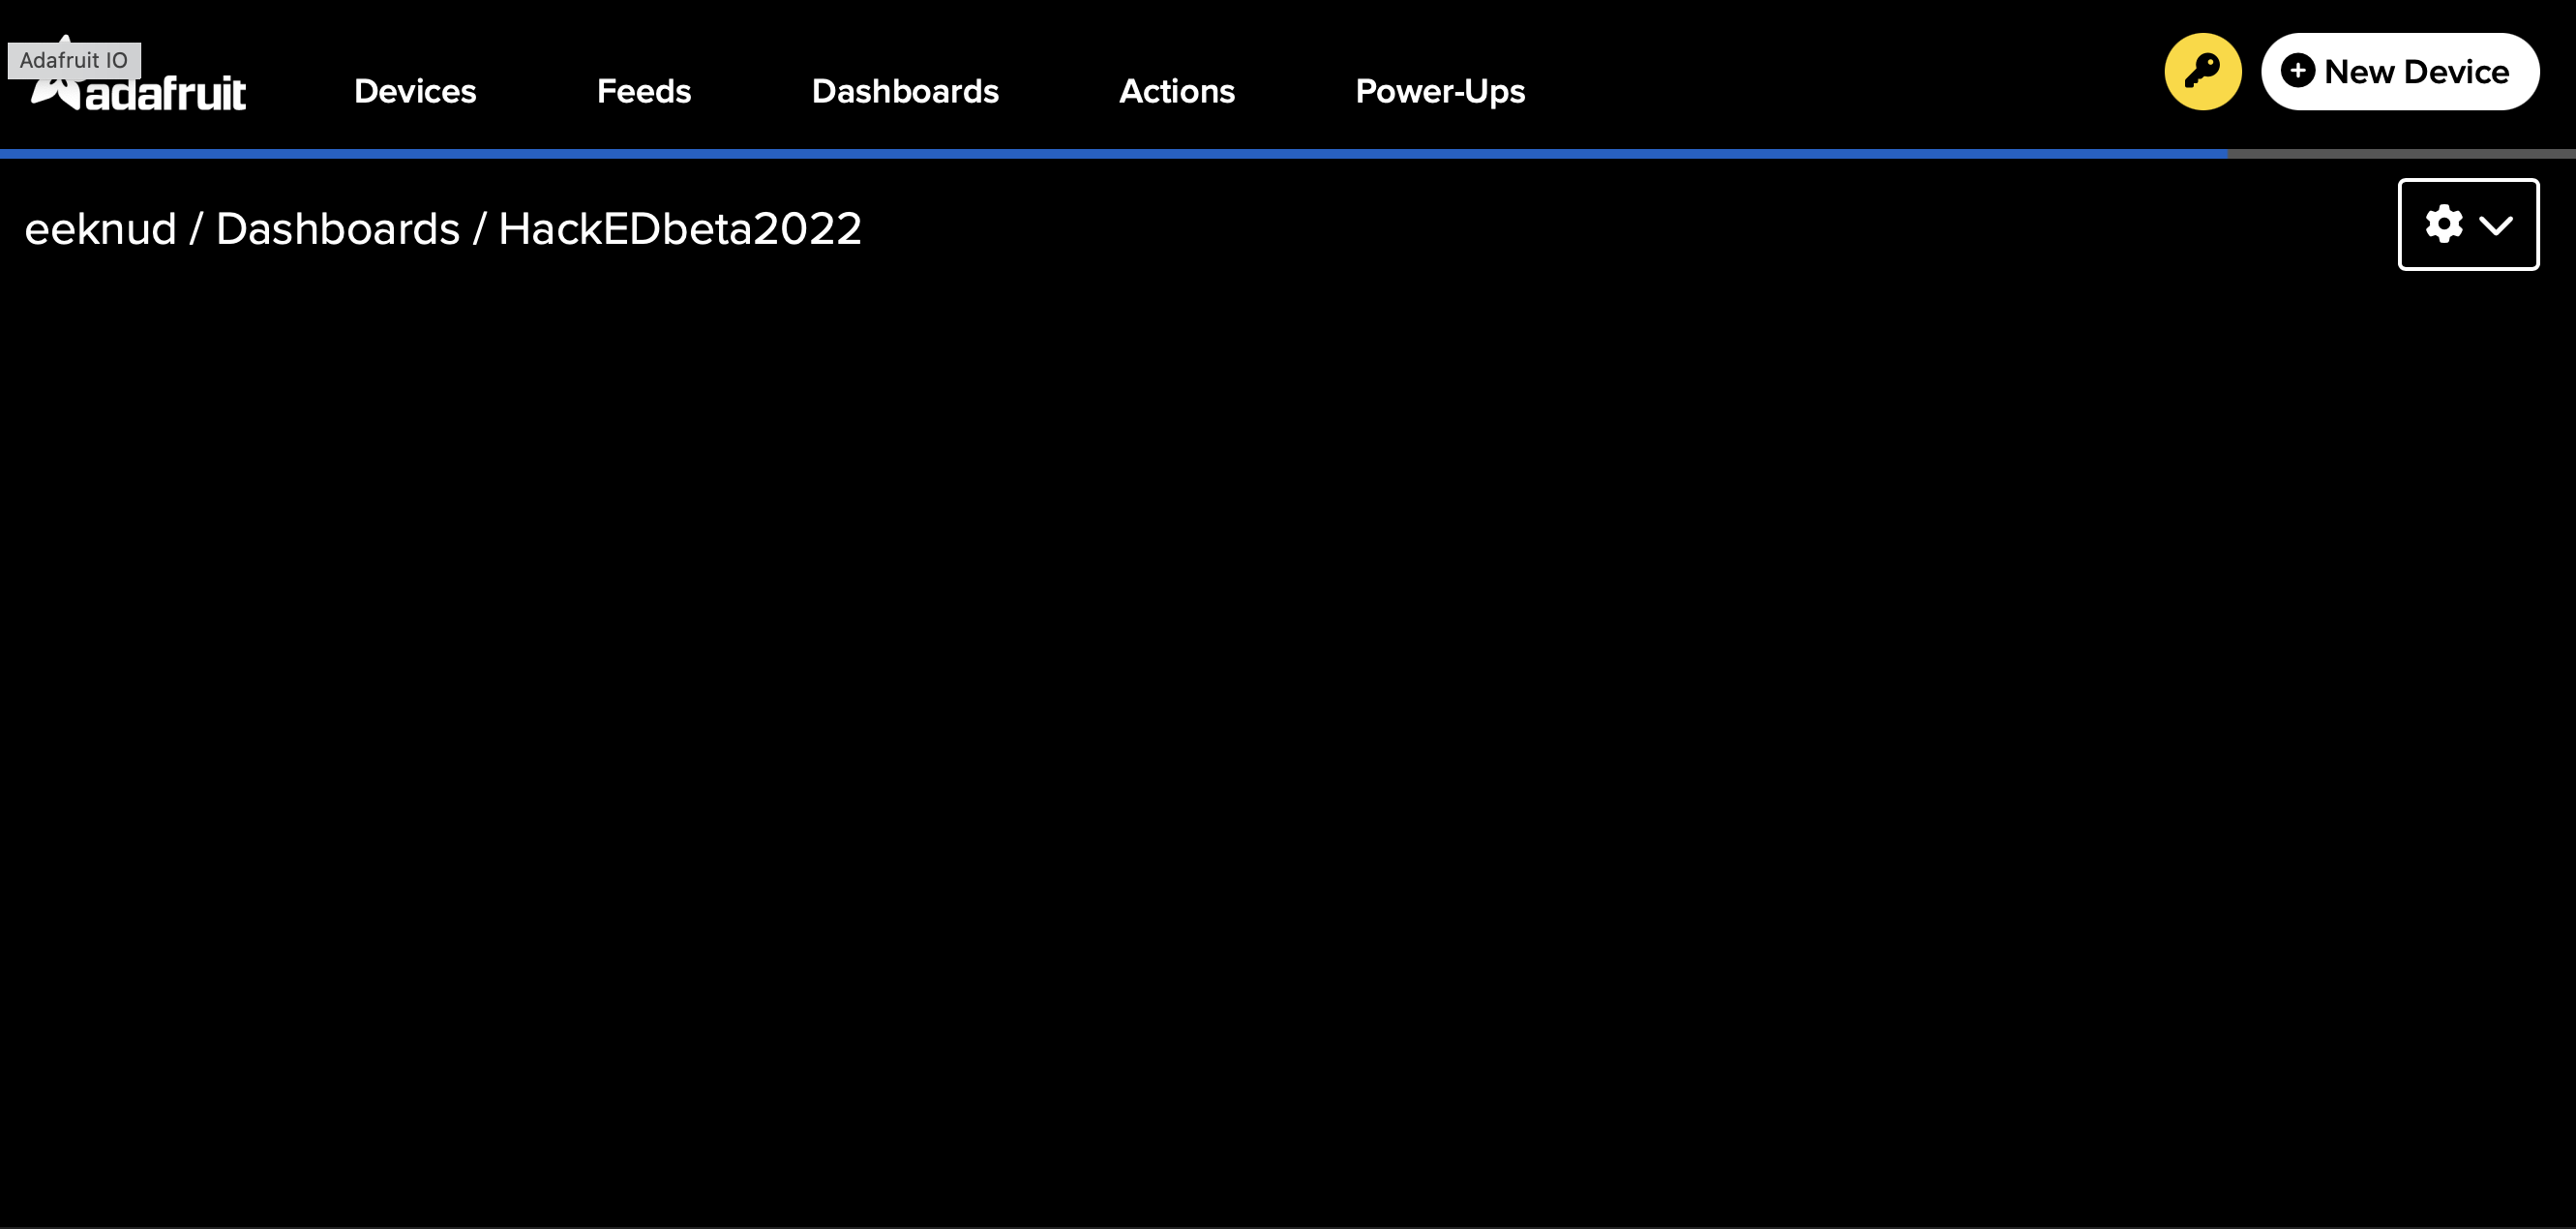 Adafruit IO
adafruit
Devices
Feeds
Dashboards
Actions
Power-Ups
New Device
eeknud / Dashboards / HackEDbeta2022